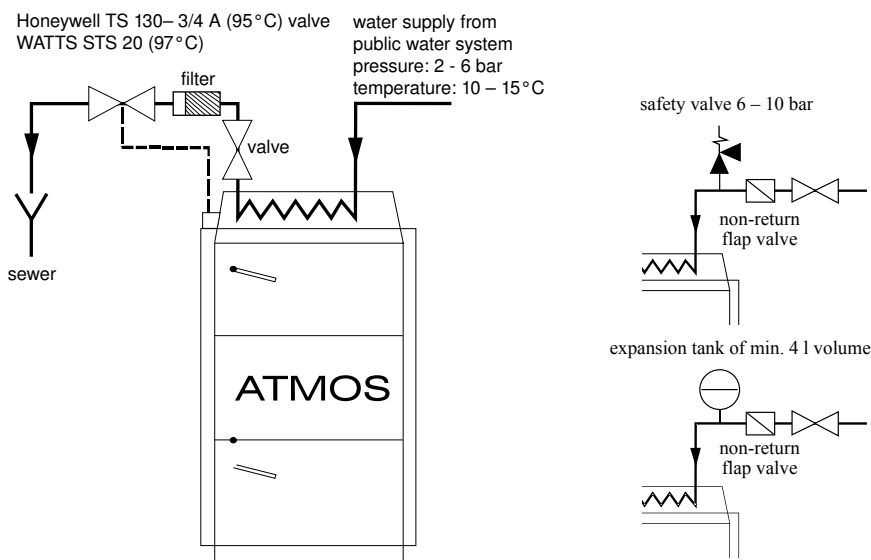 Honeywell TS 130– 3/4 A (95°C) valve
WATTS STS 20 (97°C)
water supply from
public water system
pressure: 2 - 6 bar
temperature: 10 – 15°C
filter
valve
sewer
ATMOS
safety valve 6 – 10 bar
non-return
flap valve
expansion tank of min. 4 l volume
non-return
flap valve